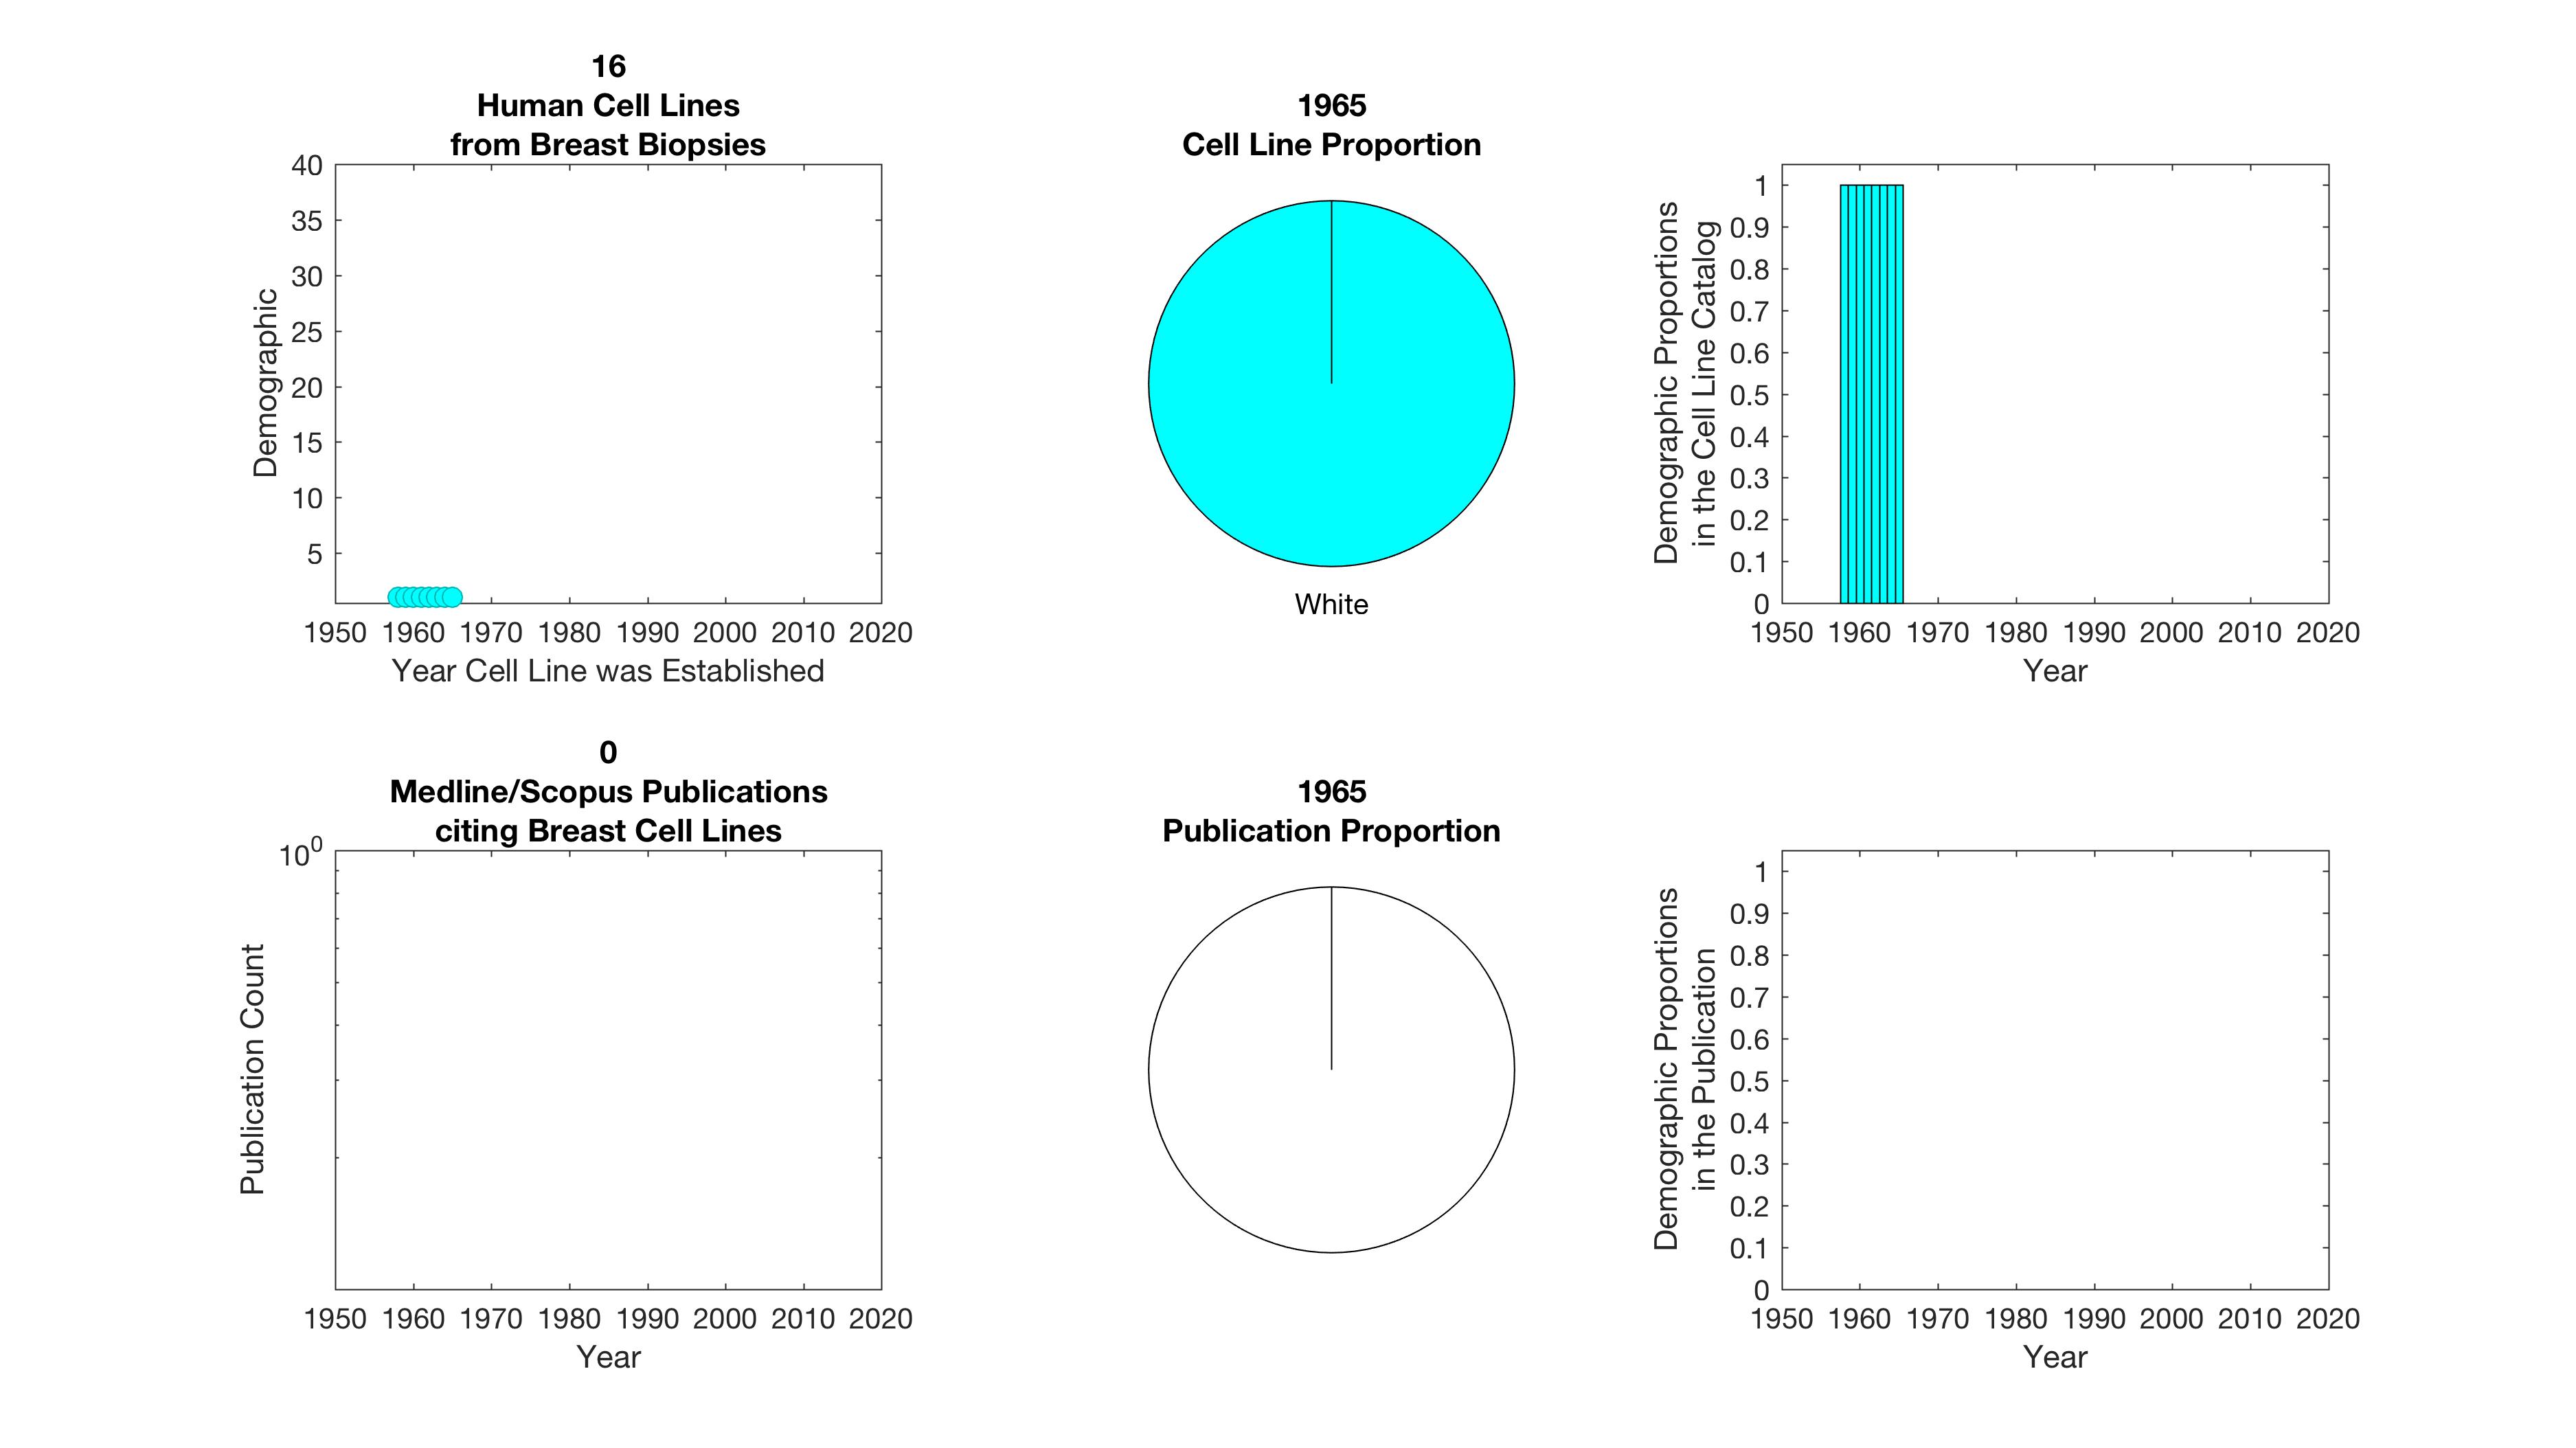 16
Human Cell Lines
from Breast Biopsies
40
35
30
25
20
15
10
5
Demographic
1950 1960 1970 1980 1990 2000 2010 2020
Year Cell Line was Established
1965
Cell Line Proportion
White
Demographic Proportions
in the Cell Line Catalog
1
0.9
0.8
0.7
0.6
0.5
0.4
0.3
0.2
0.1
0
1950 1960 1970 1980 1990 2000 2010 2020
Year
0
Medline/Scopus Publications
citing Breast Cell Lines
10⁰
Publication Count
1950 1960 1970 1980 1990 2000 2010 2020
Year
1965
Publication Proportion
Demographic Proportions
in the Publication
1
0.9
0.8
0.7
0.6
0.5
0.4
0.3
0.2
0.1
0
1950 1960 1970 1980 1990 2000 2010 2020
Year